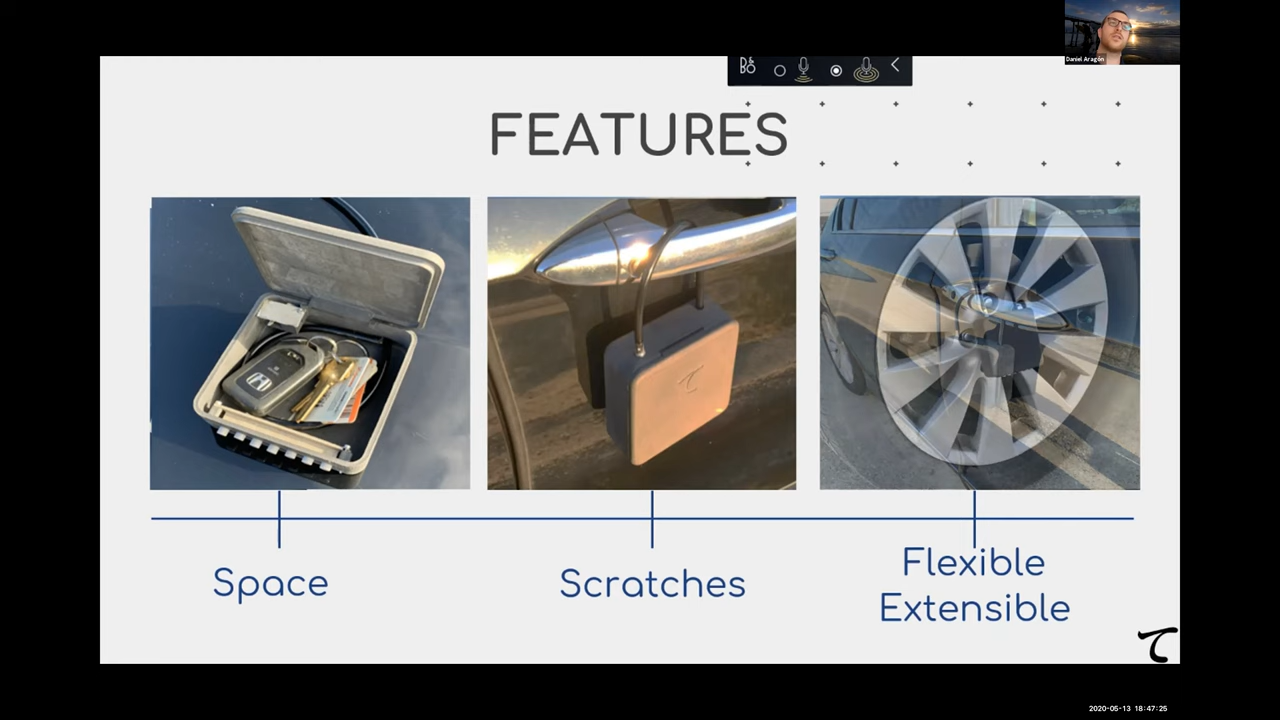 Daniel Aragón
FEATURES
Space
Scratches
Flexible
Extensible
2020-05-13 18:47:25